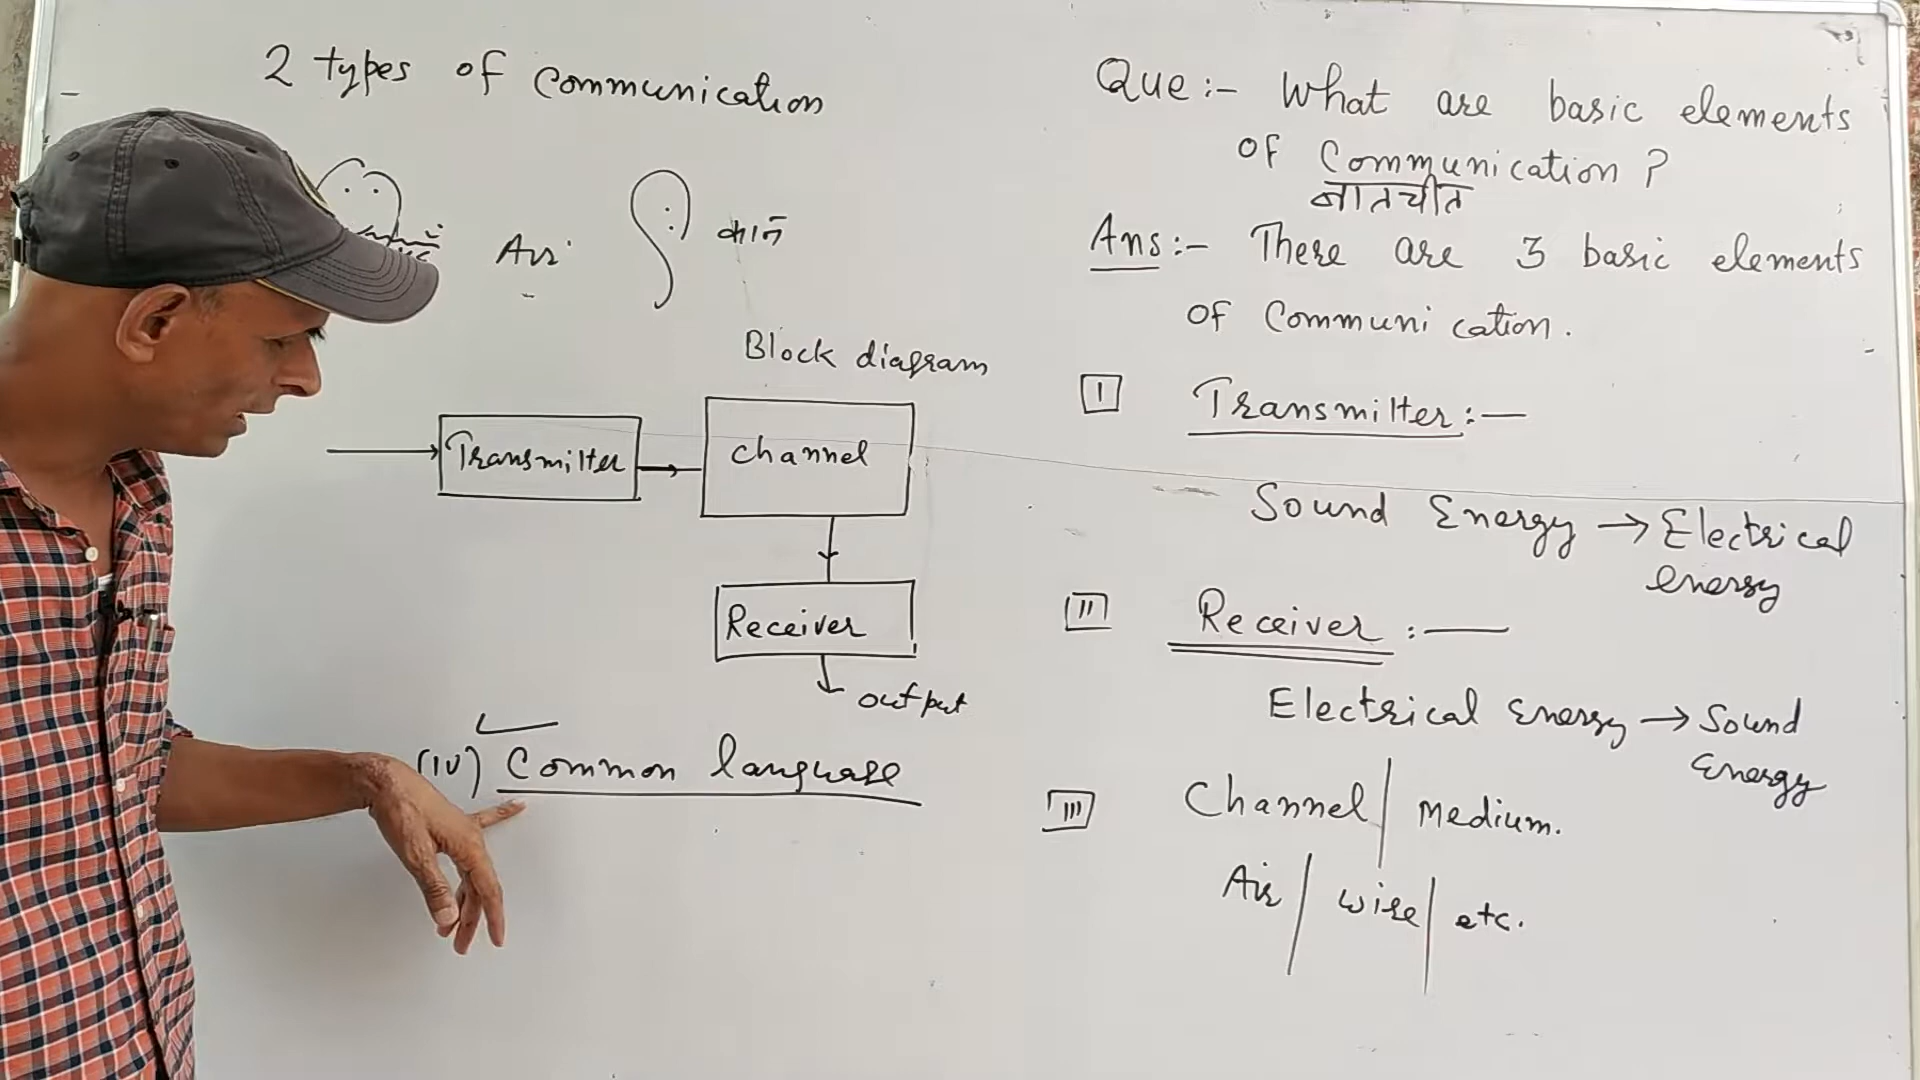 2 types of communication
Air
कान
Block diagram
Transmitter
channel
Receiver
output
(iv) Common language
Que :- What are basic elements
of Communication ?
बातचीत
Ans :- There are 3 basic elements
of Communi cation.
I Transmitter :—
Sound Energy → Electrical
energy
II Receiver :—
Electrical Energy → Sound
Energy
III Channel / Medium.
Air / wire / etc.